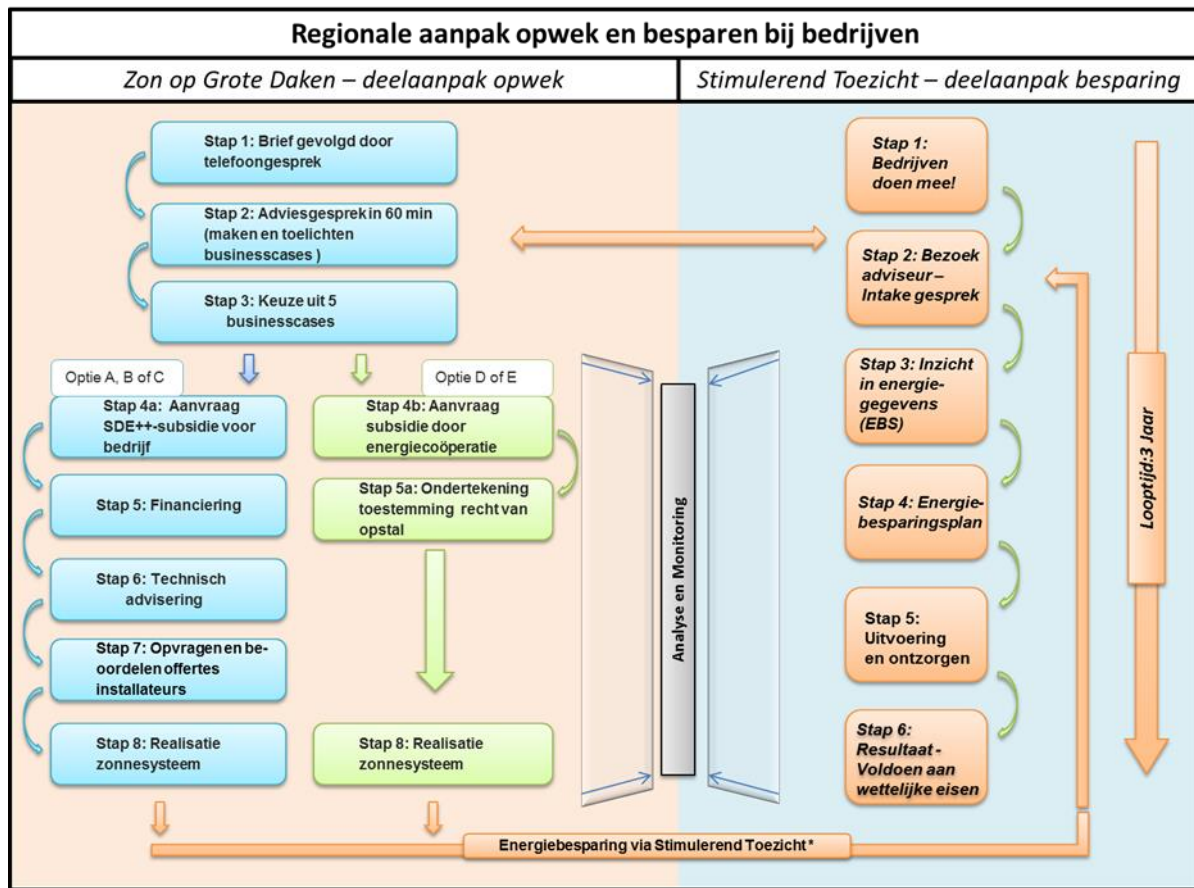 Regionale aanpak opwek en besparen bij bedrijven
Zon op Grote Daken – deelaanpak opwek
Stimulerend Toezicht – deelaanpak besparing
Stap 1: Brief gevolgd door
telefoongesprek
Stap 2: Adviesgesprek in 60 min
(maken en toelichten
businesscases )
Stap 3: Keuze uit 5
businesscases
Optie A, B of C
Optie D of E
STap 4a: Aanvraag
SDE++-subsidie voor
bedrijf
Stap 5: Financiering
Stap 6: Technisch
advisering
Stap 7: Opvragen en be-
oordelen offertes
installateurs
Stap 8: Realisatie
zonnesysteem
Stap 4b: Aanvraag
subsidie door
energiecoöperatie
Stap 5a: Ondertekening
toestemming recht van
opstal
Stap 8: Realisatie
zonnesysteem
Analyse en Monitoring
Stap 1:
Bedrijven
doen mee!
Stap 2: Bezoek
adviseur –
Intake gesprek
Stap 3: Inzicht
in energie-
gegevens
(EBS)
Stap 4: Energie-
besparingsplan
Stap 5:
Uitvoering
en ontzorgen
Stap 6:
Resultaat -
Voldoen aan
wettelijke eisen
Looptijd:3 Jaar
Energiebesparing via Stimulerend Toezicht*